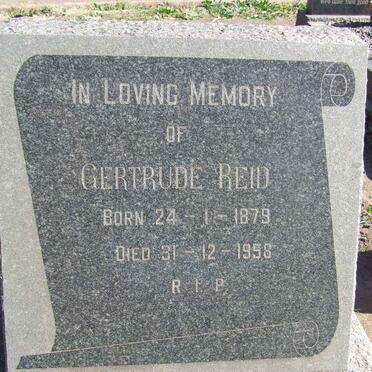 IN LOVING MEMORY
OF
GERTRUDE REID
BORN 24-1-1879
DIED 31-12-1958
R I P